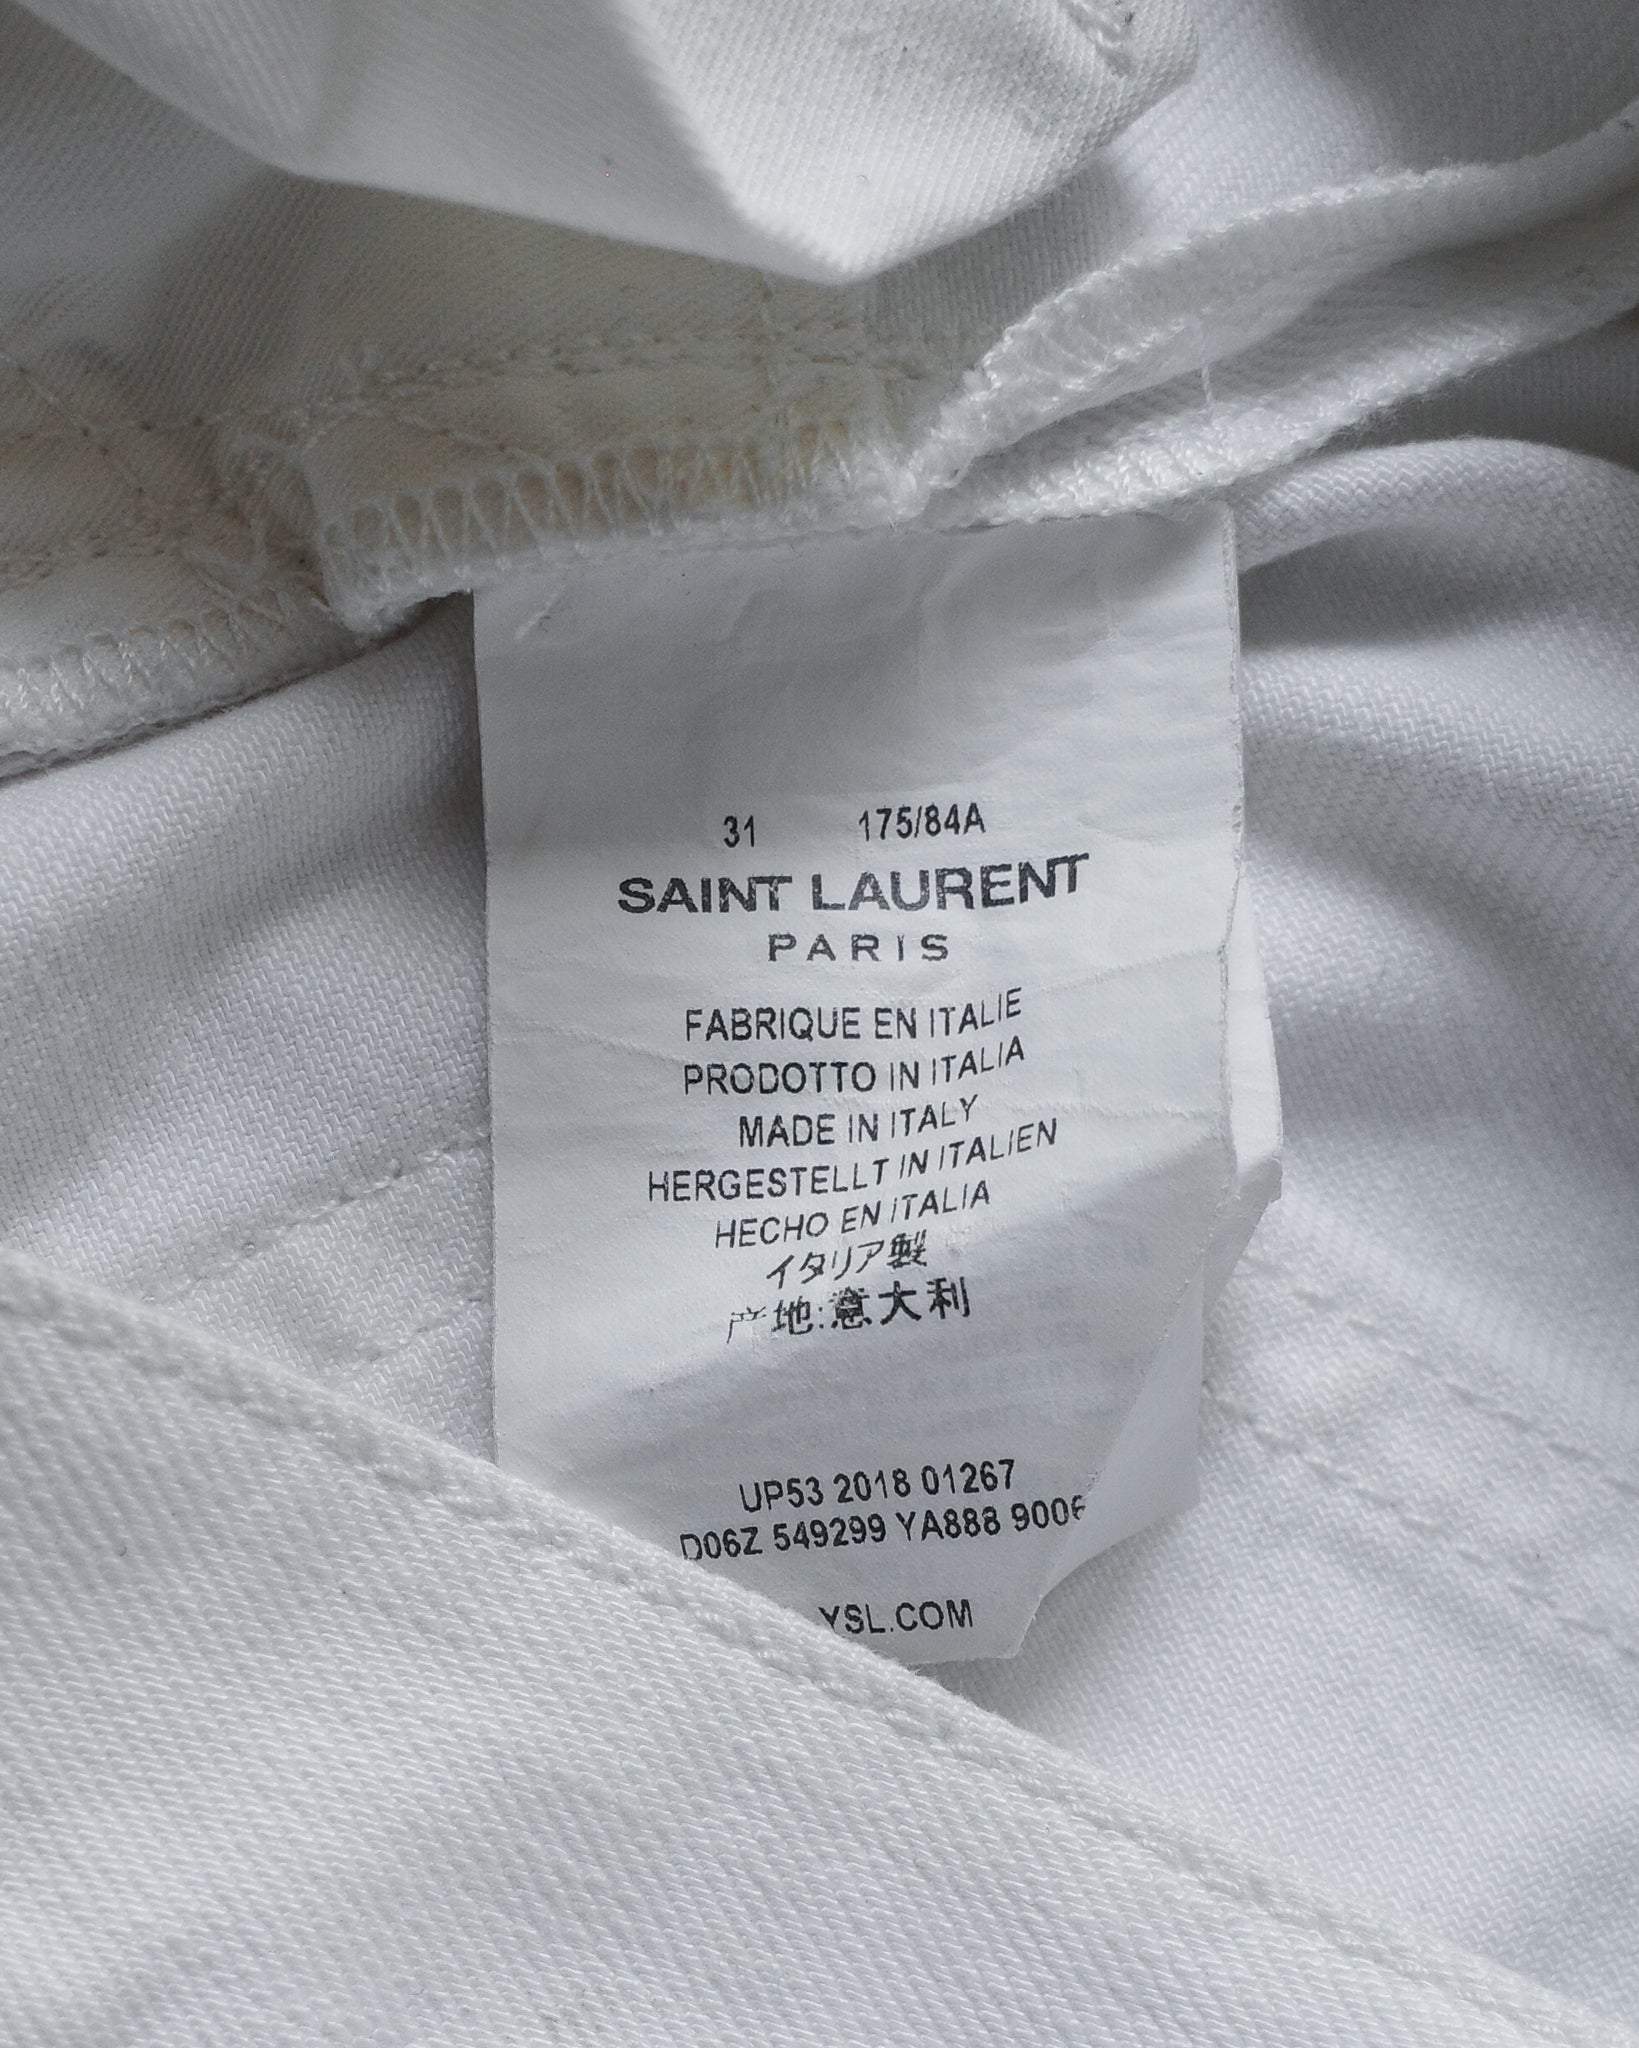 31 175/84A
SAINT LAURENT
PARIS
FABRIQUE EN ITALIE
PRODOTTO IN ITALIA
MADE IN ITALY
HERGESTELLT IN ITALIEN
HECHO EN ITALIA
イタリア製
产地:意大利
UP53 2018 01267
D06Z 549299 YA888 9006
YSL.COM